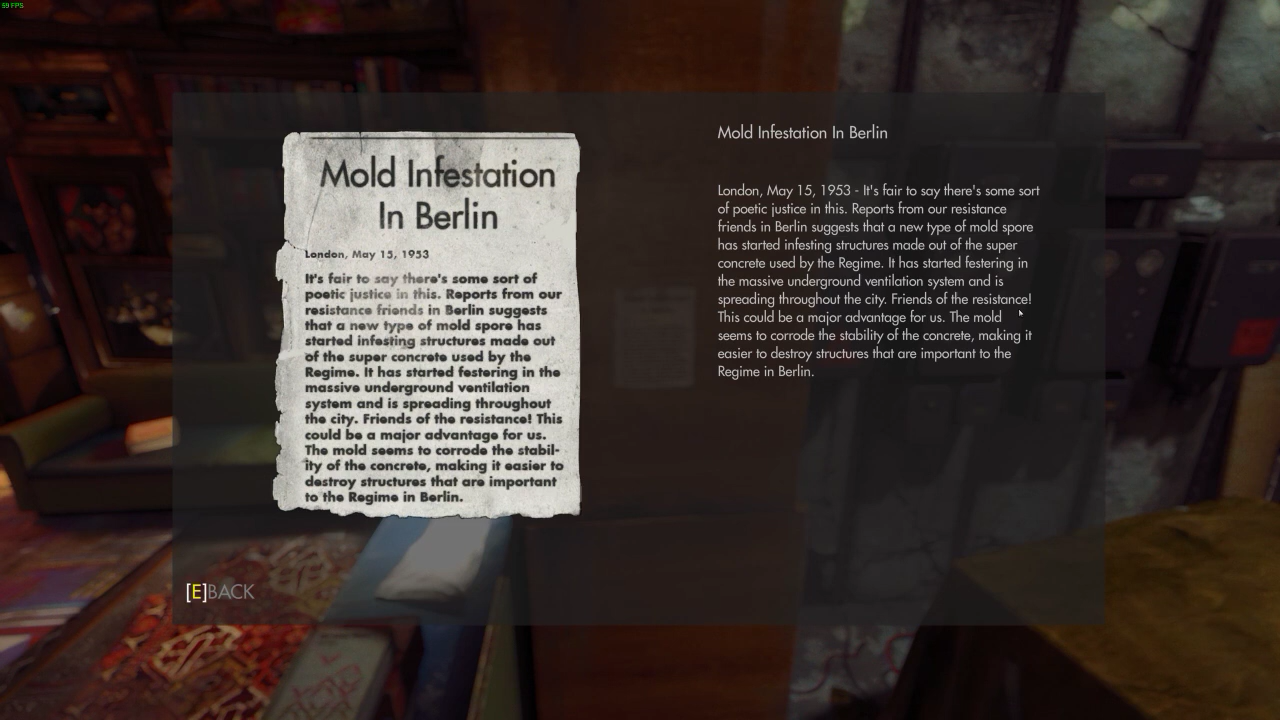 59 FPS
Mold Infestation
In Berlin
London, May 15, 1953
It's fair to say there's some sort of
poetic justice in this. Reports from our
resistance friends in Berlin suggests
that a new type of mold spore has
started infesting structures made out
of the super concrete used by the
Regime. It has started festering in the
massive underground ventilation
system and is spreading throughout
the city. Friends of the resistance! This
could be a major advantage for us.
The mold seems to corrode the stabil-
ity of the concrete, making it easier to
destroy structures that are important
to the Regime in Berlin.
Mold Infestation In Berlin
London, May 15, 1953 - It's fair to say there's some sort
of poetic justice in this. Reports from our resistance
friends in Berlin suggests that a new type of mold spore
has started infesting structures made out of the super
concrete used by the Regime. It has started festering in
the massive underground ventilation system and is
spreading throughout the city. Friends of the resistance!
This could be a major advantage for us. The mold
seems to corrode the stability of the concrete, making it
easier to destroy structures that are important to the
Regime in Berlin.
[E]BACK